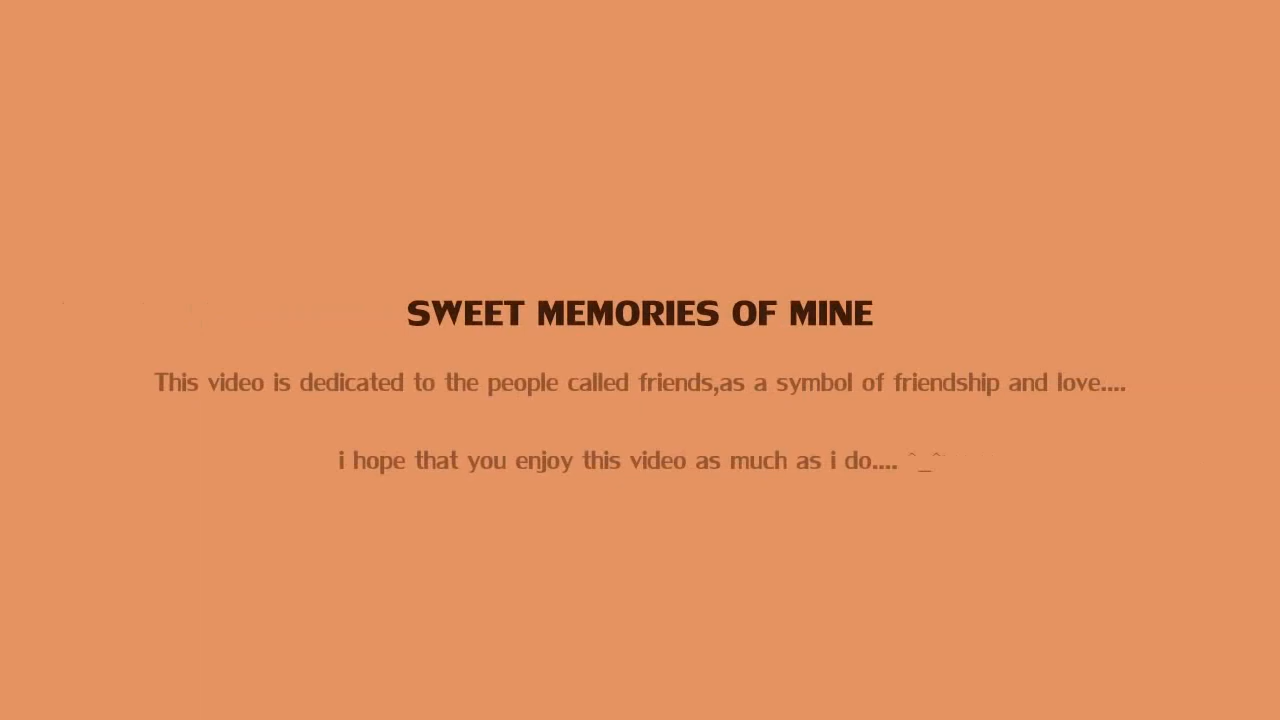 SWEET MEMORIES OF MINE
This video is dedicated to the people called friends,as a symbol of friendship and love....
i hope that you enjoy this video as much as i do.... ^_^